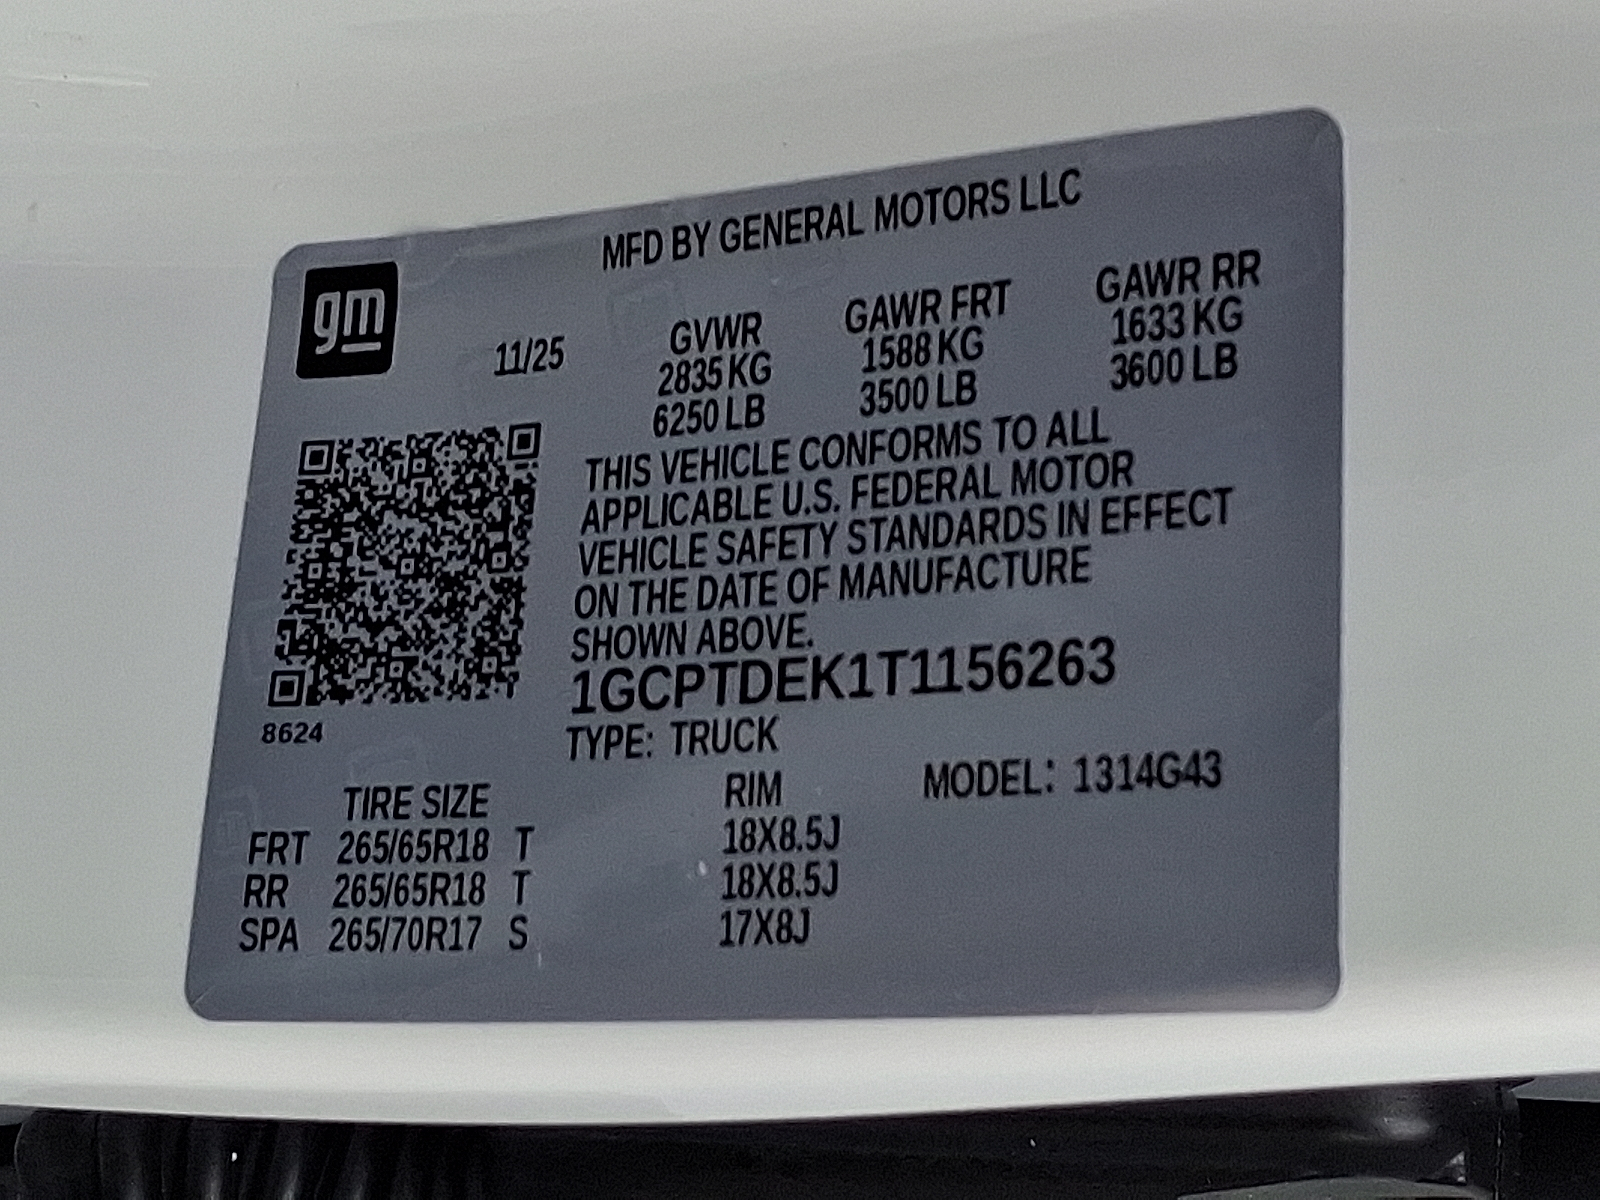 MFD BY GENERAL MOTORS LLC
gm
11/25
GVWR GAWR FRT GAWR RR
2835 KG 1588 KG 1633 KG
6250 LB 3500 LB 3600 LB
THIS VEHICLE CONFORMS TO ALL
APPLICABLE U.S. FEDERAL MOTOR
VEHICLE SAFETY STANDARDS IN EFFECT
ON THE DATE OF MANUFACTURE
SHOWN ABOVE.
1GCPTDEK1T1156263
8624
TYPE: TRUCK
MODEL: 1314G43
TIRE SIZE RIM
FRT 265/65R18 T 18X8.5J
RR 265/65R18 T 18X8.5J
SPA 265/70R17 S 17X8J